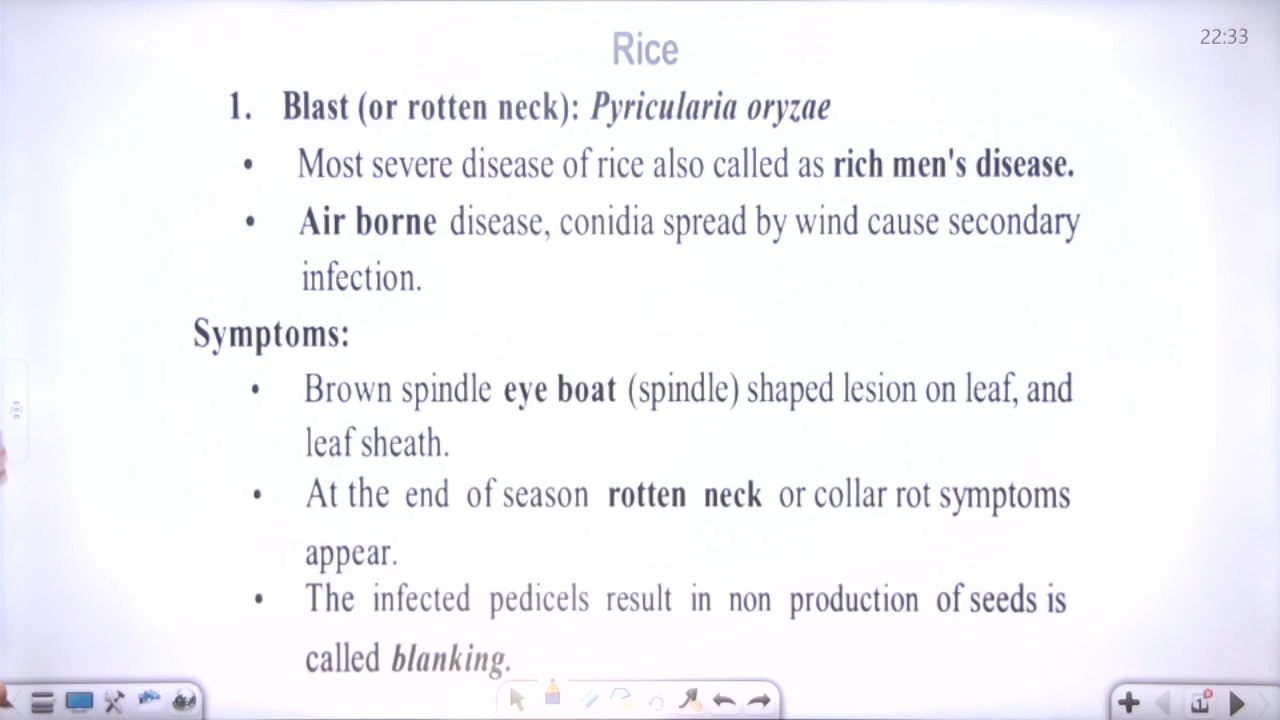 Rice
22:33
1. Blast (or rotten neck): Pyricularia oryzae
• Most severe disease of rice also called as rich men's disease.
• Air borne disease, conidia spread by wind cause secondary
infection.
Symptoms:
• Brown spindle eye boat (spindle) shaped lesion on leaf, and
leaf sheath.
• At the end of season rotten neck or collar rot symptoms
appear.
• The infected pedicels result in non production of seeds is
called blanking.
1